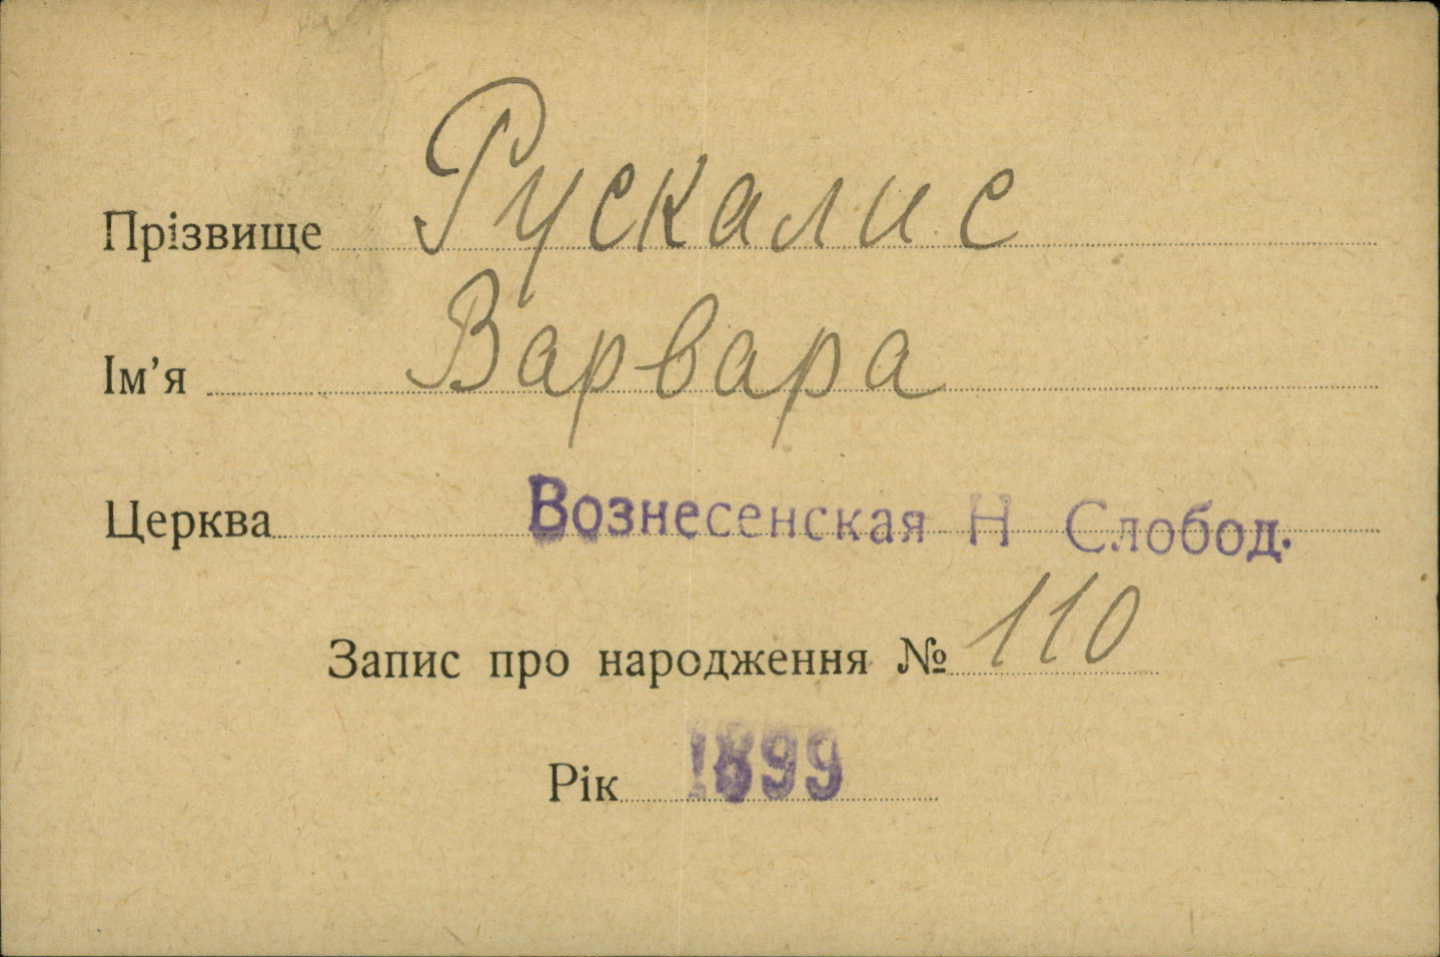 Прізвище Рускалис
Ім’я Варвара
Церква Вознесенская Н Слобод.
Запис про народження № 110
Рік 1899